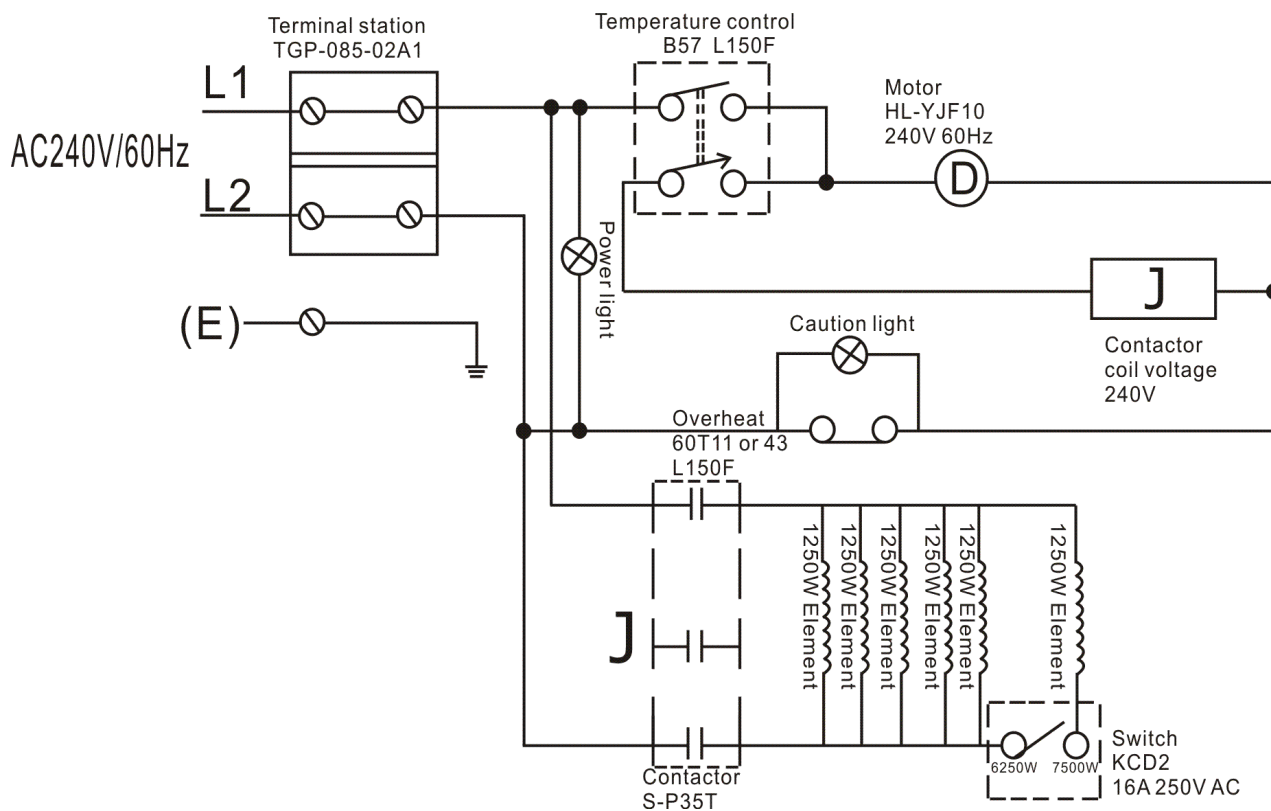 Terminal station
TGP-085-02A1
Temperature control
B57 L150F
L1
AC240V/60Hz
L2
(E)
Motor
HL-YJF10
240V 60Hz
D
Power light
J
Contactor
coil voltage
240V
Caution light
Overheat
60T11 or 43
L150F
1250W Element
1250W Element
1250W Element
1250W Element
1250W Element
1250W Element
J
6250W
7500W
Switch
KCD2
16A 250V AC
Contactor
S-P35T